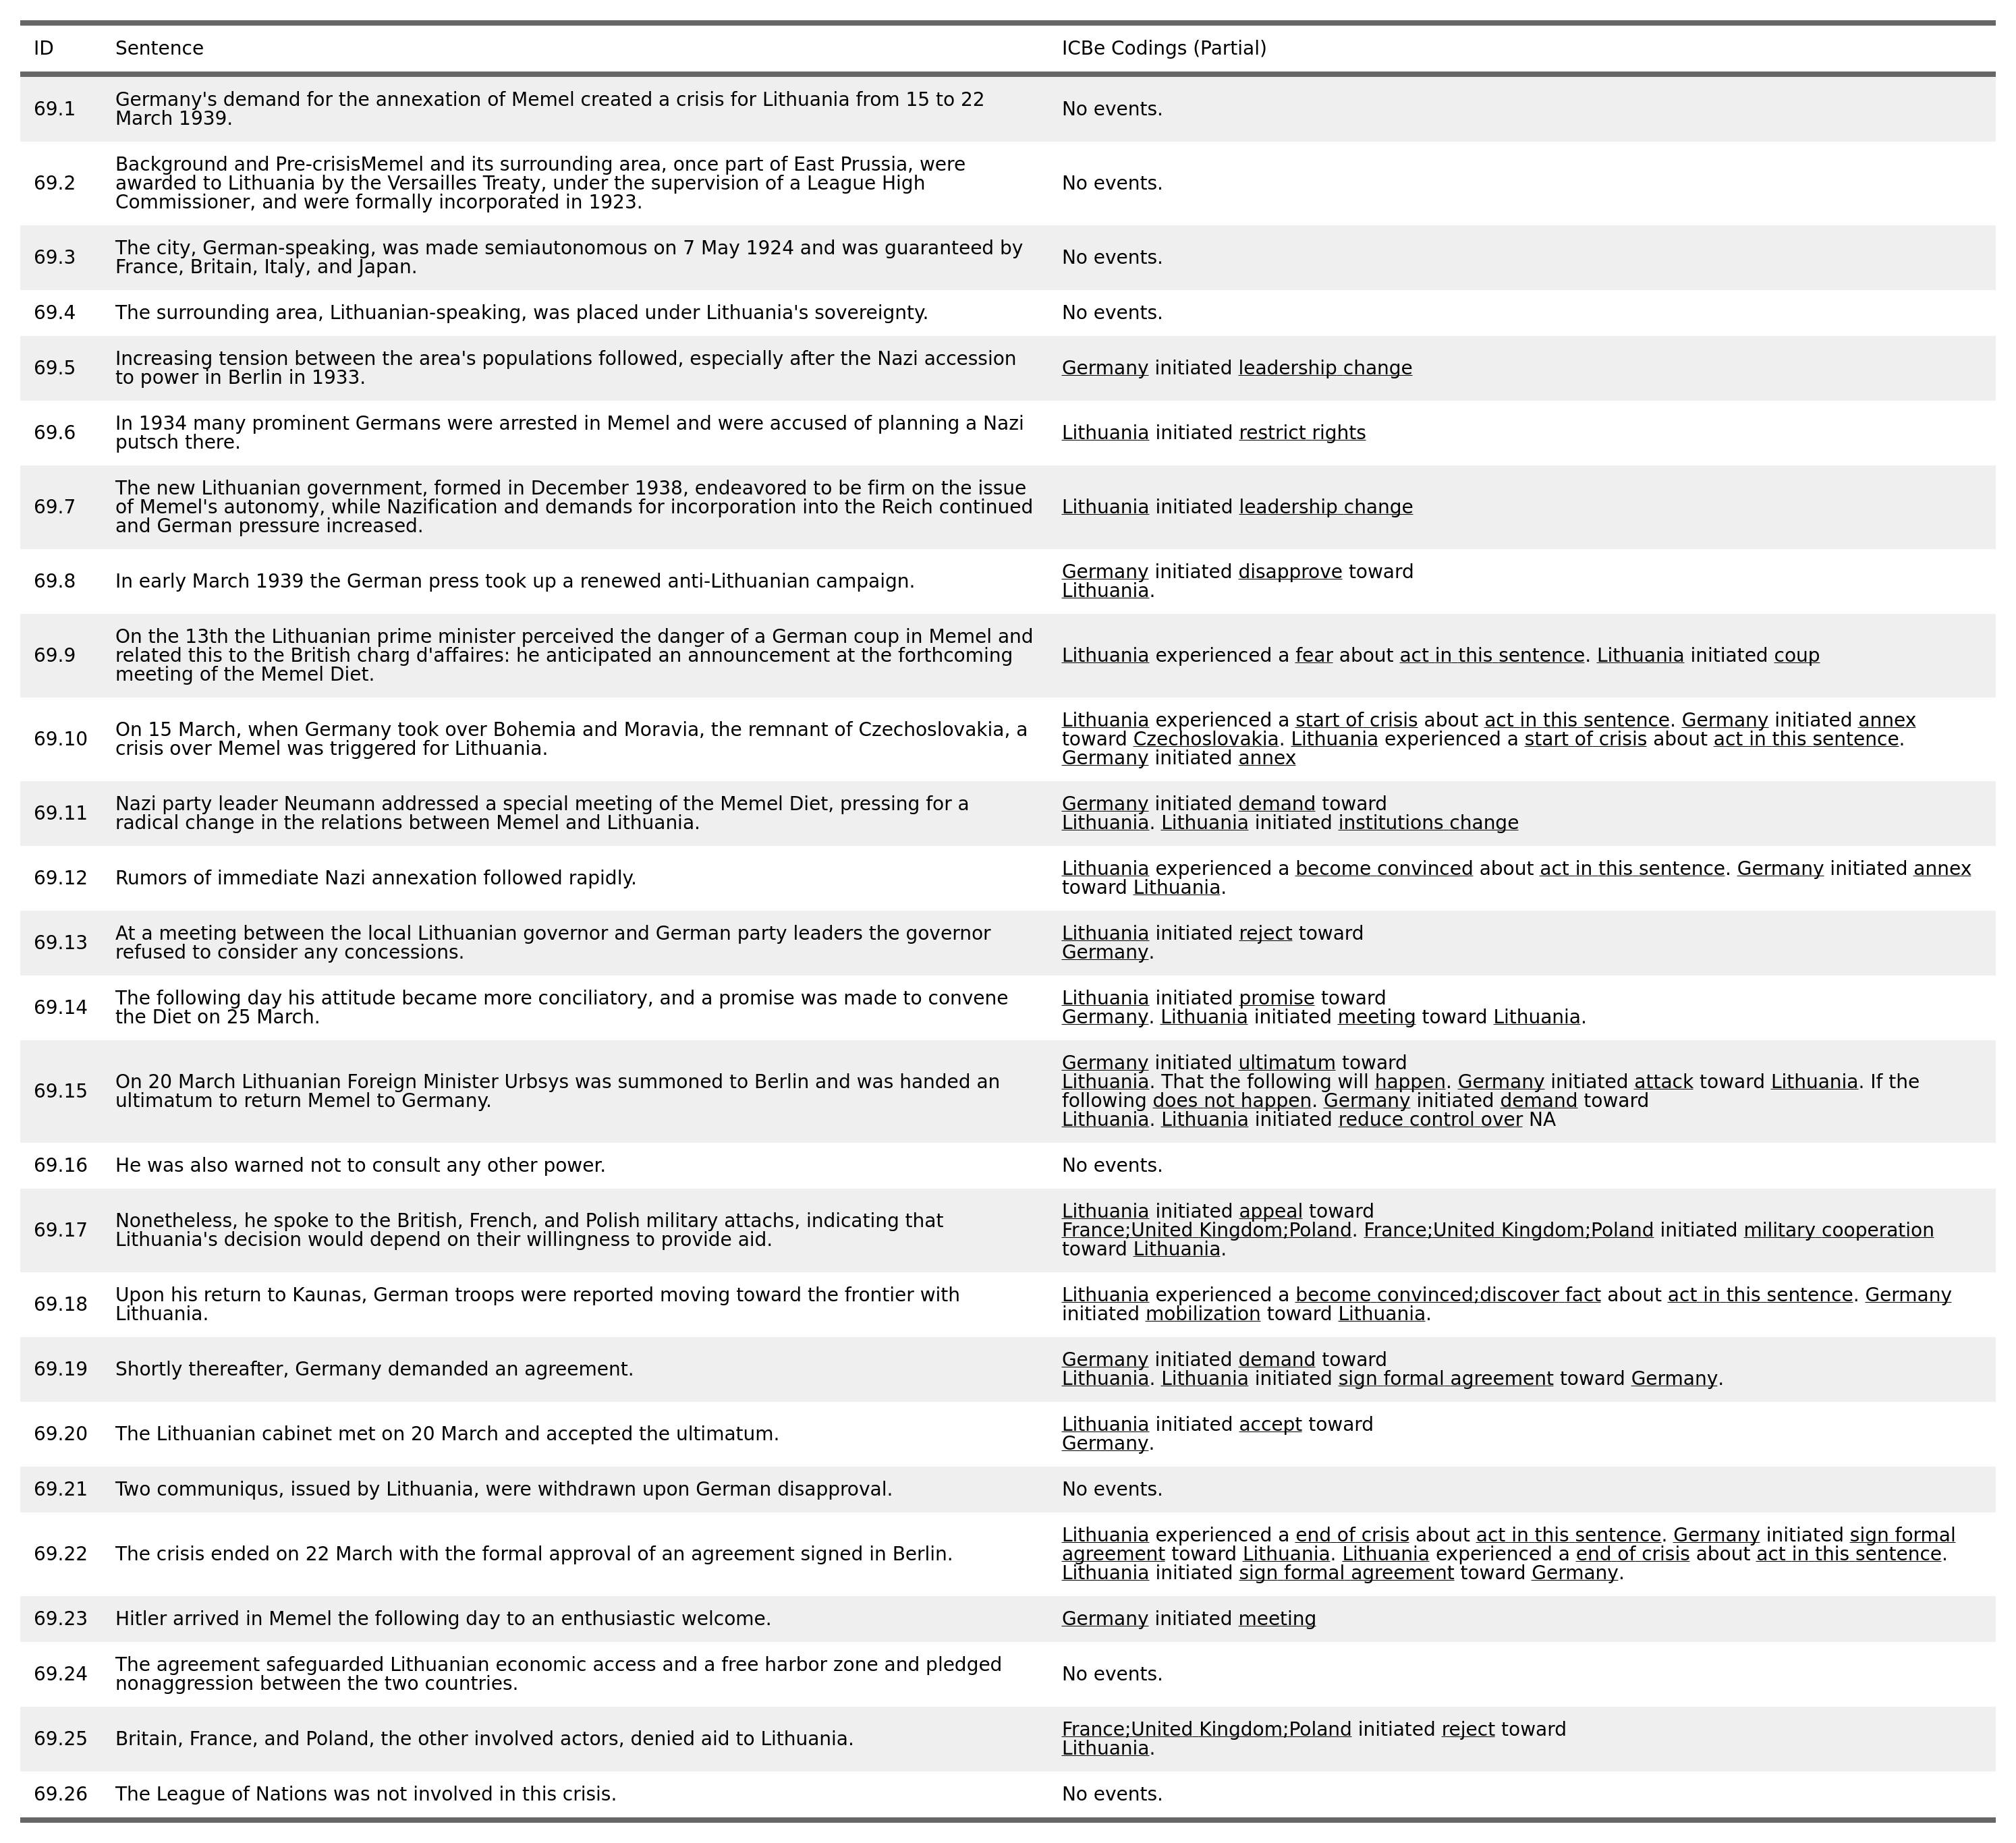 ID Sentence ICBe Codings (Partial)
69.1 Germany's demand for the annexation of Memel created a crisis for Lithuania from 15 to 22
March 1939.
No events.
69.2 Background and Pre-crisisMemel and its surrounding area, once part of East Prussia, were
awarded to Lithuania by the Versailles Treaty, under the supervision of a League High
Commissioner, and were formally incorporated in 1923.
No events.
69.3 The city, German-speaking, was made semiautonomous on 7 May 1924 and was guaranteed by
France, Britain, Italy, and Japan.
No events.
69.4 The surrounding area, Lithuanian-speaking, was placed under Lithuania's sovereignty.
No events.
69.5 Increasing tension between the area's populations followed, especially after the Nazi accession
to power in Berlin in 1933.
Germany initiated leadership change
69.6 In 1934 many prominent Germans were arrested in Memel and were accused of planning a Nazi
putsch there.
Lithuania initiated restrict rights
69.7 The new Lithuanian government, formed in December 1938, endeavored to be firm on the issue
of Memel's autonomy, while Nazification and demands for incorporation into the Reich continued
and German pressure increased.
Lithuania initiated leadership change
69.8 In early March 1939 the German press took up a renewed anti-Lithuanian campaign.
Germany initiated disapprove toward
Lithuania.
69.9 On the 13th the Lithuanian prime minister perceived the danger of a German coup in Memel and
related this to the British charg d'affaires: he anticipated an announcement at the forthcoming
meeting of the Memel Diet.
Lithuania experienced a fear about act in this sentence. Lithuania initiated coup
69.10 On 15 March, when Germany took over Bohemia and Moravia, the remnant of Czechoslovakia, a
crisis over Memel was triggered for Lithuania.
Lithuania experienced a start of crisis about act in this sentence. Germany initiated annex
toward Czechoslovakia. Lithuania experienced a start of crisis about act in this sentence.
Germany initiated annex
69.11 Nazi party leader Neumann addressed a special meeting of the Memel Diet, pressing for a
radical change in the relations between Memel and Lithuania.
Germany initiated demand toward
Lithuania. Lithuania initiated institutions change
69.12 Rumors of immediate Nazi annexation followed rapidly.
Lithuania experienced a become convinced about act in this sentence. Germany initiated annex
toward Lithuania.
69.13 At a meeting between the local Lithuanian governor and German party leaders the governor
refused to consider any concessions.
Lithuania initiated reject toward
Germany.
69.14 The following day his attitude became more conciliatory, and a promise was made to convene
the Diet on 25 March.
Lithuania initiated promise toward
Germany. Lithuania initiated meeting toward Lithuania.
69.15 On 20 March Lithuanian Foreign Minister Urbsys was summoned to Berlin and was handed an
ultimatum to return Memel to Germany.
Germany initiated ultimatum toward
Lithuania. That the following will happen. Germany initiated attack toward Lithuania. If the
following does not happen. Germany initiated demand toward
Lithuania. Lithuania initiated reduce control over NA
69.16 He was also warned not to consult any other power.
No events.
69.17 Nonetheless, he spoke to the British, French, and Polish military attachs, indicating that
Lithuania's decision would depend on their willingness to provide aid.
Lithuania initiated appeal toward
France;United Kingdom;Poland. France;United Kingdom;Poland initiated military cooperation
toward Lithuania.
69.18 Upon his return to Kaunas, German troops were reported moving toward the frontier with
Lithuania.
Lithuania experienced a become convinced;discover fact about act in this sentence. Germany
initiated mobilization toward Lithuania.
69.19 Shortly thereafter, Germany demanded an agreement.
Germany initiated demand toward
Lithuania. Lithuania initiated sign formal agreement toward Germany.
69.20 The Lithuanian cabinet met on 20 March and accepted the ultimatum.
Lithuania initiated accept toward
Germany.
69.21 Two communiqus, issued by Lithuania, were withdrawn upon German disapproval.
No events.
69.22 The crisis ended on 22 March with the formal approval of an agreement signed in Berlin.
Lithuania experienced a end of crisis about act in this sentence. Germany initiated sign formal
agreement toward Lithuania. Lithuania experienced a end of crisis about act in this sentence.
Lithuania initiated sign formal agreement toward Germany.
69.23 Hitler arrived in Memel the following day to an enthusiastic welcome.
Germany initiated meeting
69.24 The agreement safeguarded Lithuanian economic access and a free harbor zone and pledged
nonaggression between the two countries.
No events.
69.25 Britain, France, and Poland, the other involved actors, denied aid to Lithuania.
France;United Kingdom;Poland initiated reject toward
Lithuania.
69.26 The League of Nations was not involved in this crisis.
No events.